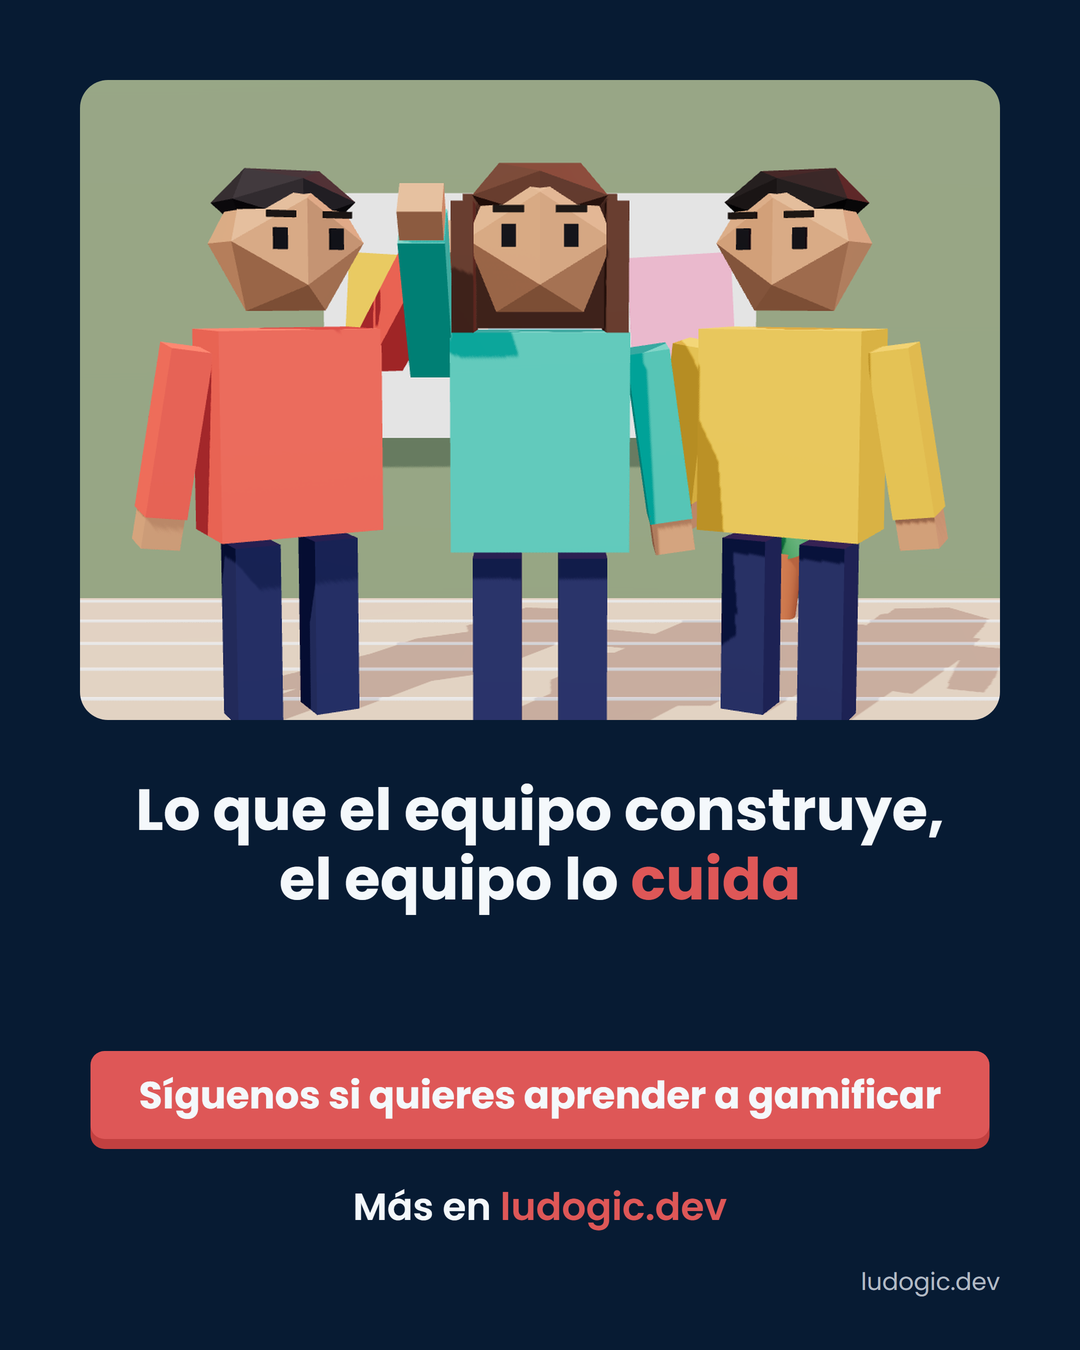 Lo que el equipo construye,
el equipo lo cuida
Síguenos si quieres aprender a gamificar
Más en ludogic.dev
ludogic.dev